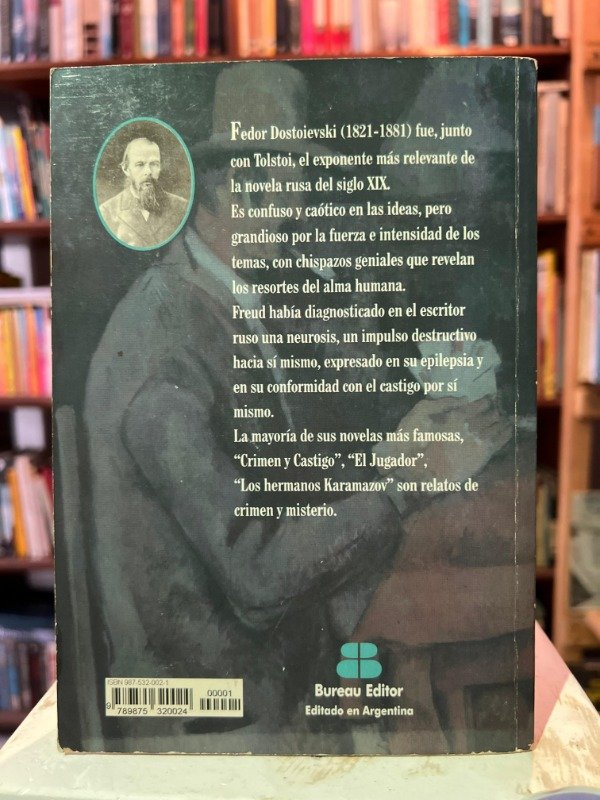 Fedor Dostoievski (1821-1881) fue, junto
con Tolstoi, el exponente más relevante de
la novela rusa del siglo XIX.
Es confuso y caótico en las ideas, pero
grandioso por la fuerza e intensidad de los
temas, con chispazos geniales que revelan
los resortes del alma humana.
Freud había diagnosticado en el escritor
ruso una neurosis, un impulso destructivo
hacia sí mismo, expresado en su epilepsia y
en su conformidad con el castigo por sí
mismo.
La mayoría de sus novelas más famosas,
“Crimen y Castigo”, “El Jugador”,
“Los hermanos Karamazov” son relatos de
crimen y misterio.
ISBN 987-532-002-1
00001
9 789875 320024
Bureau Editor
Editado en Argentina